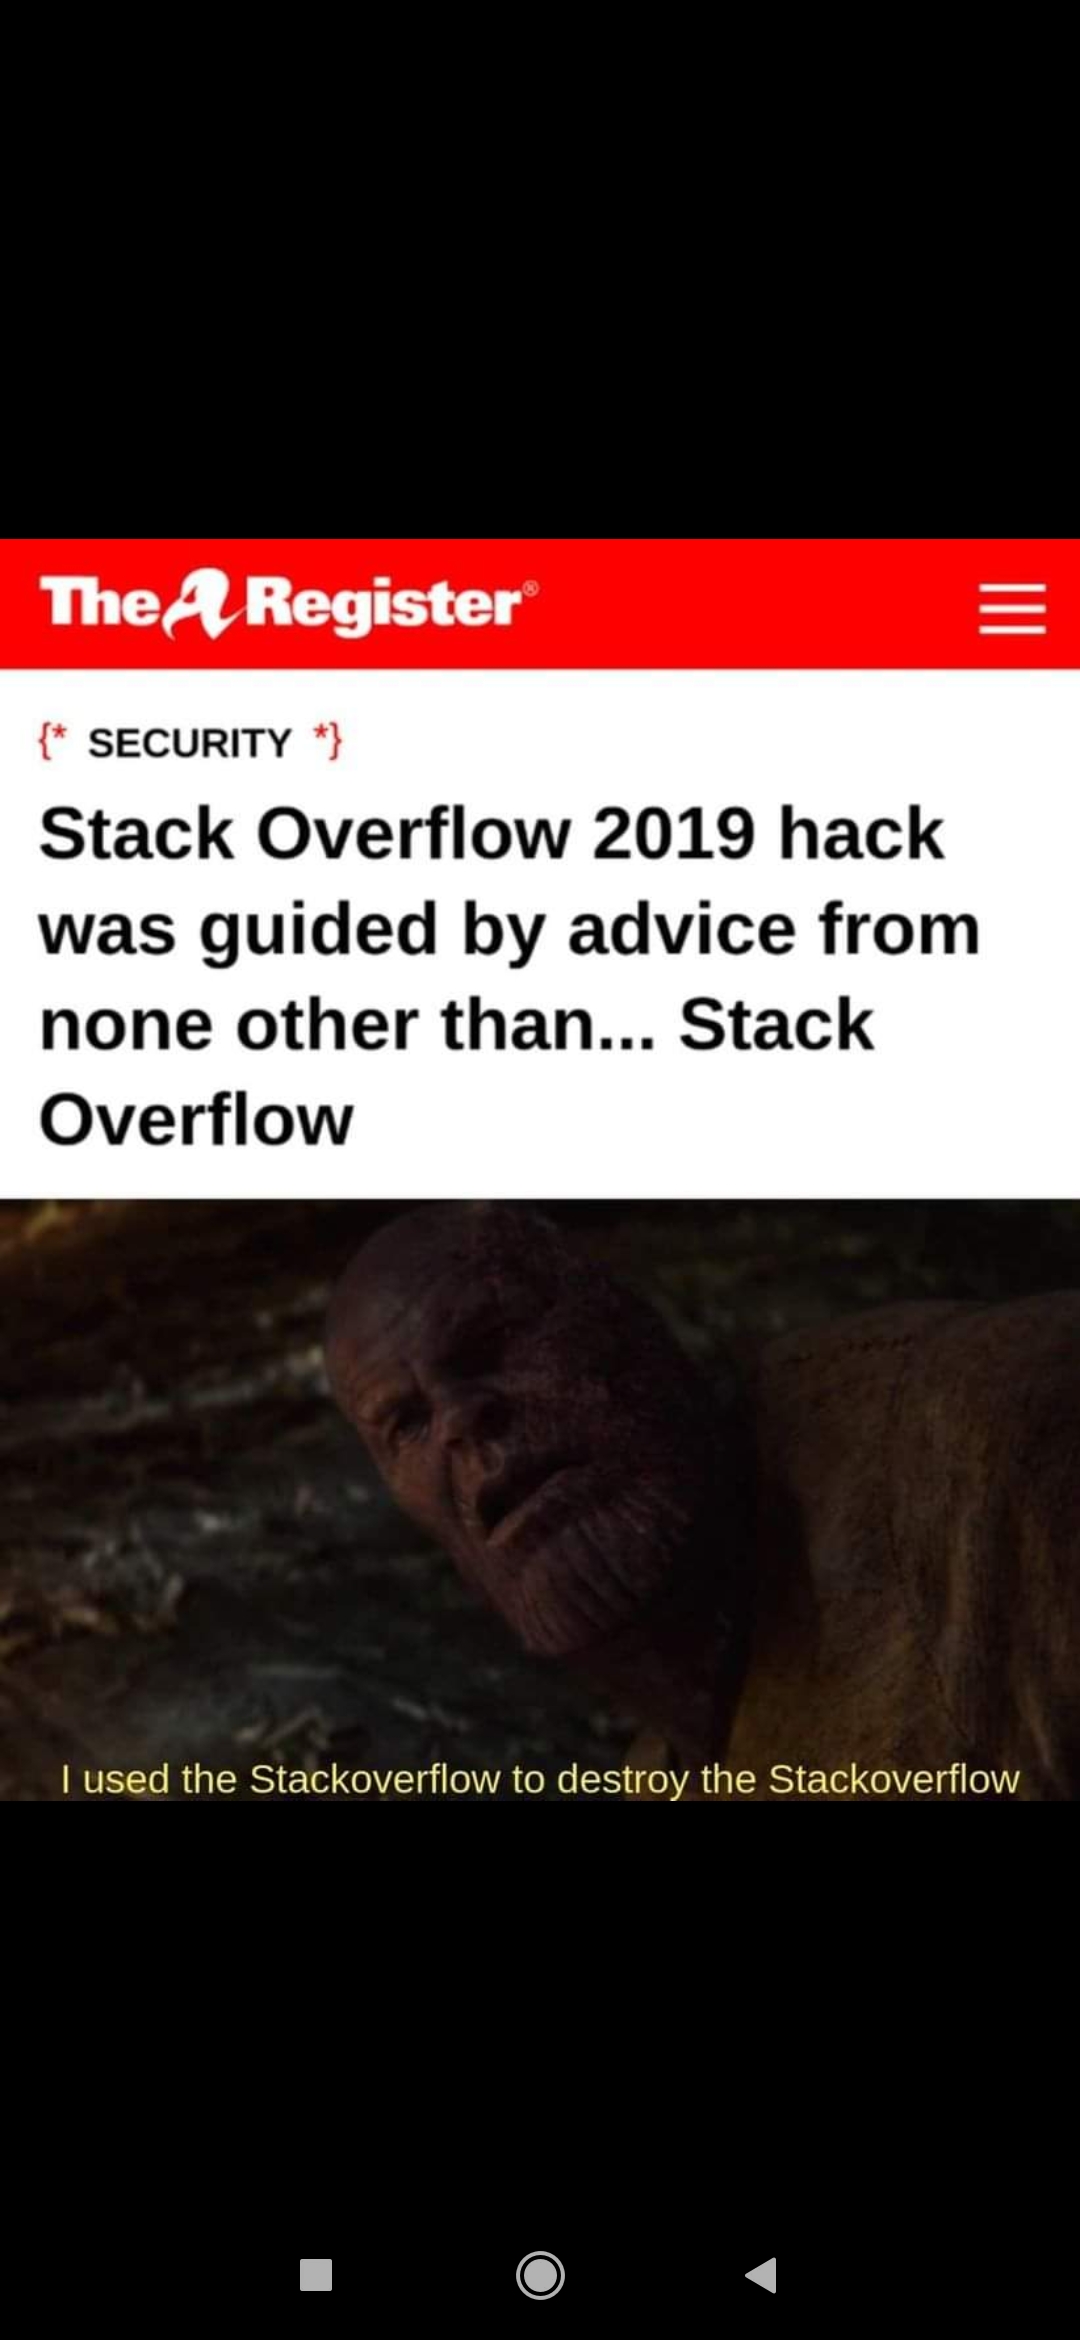 The Register®
{* SECURITY *}
Stack Overflow 2019 hack
was guided by advice from
none other than... Stack
Overflow
I used the Stackoverflow to destroy the Stackoverflow